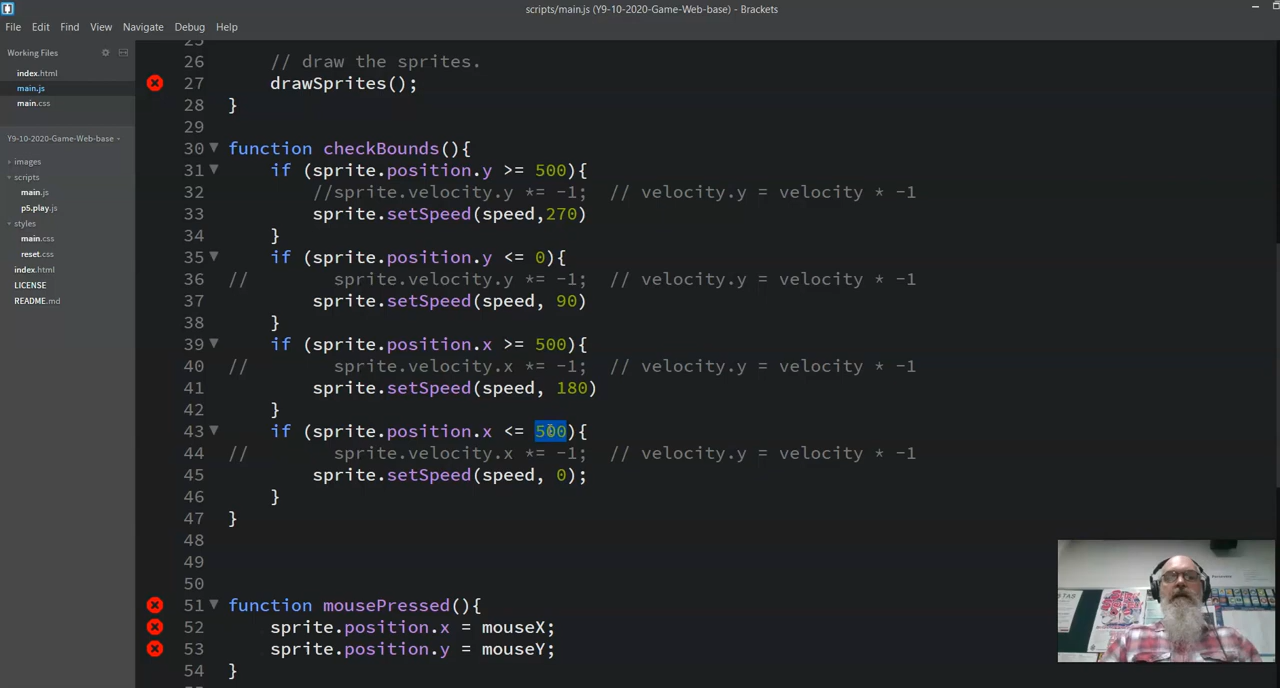 scripts/main.js (Y9-10-2020-Game-Web-base) - Brackets
File Edit Find View Navigate Debug Help
Working Files
index.html
main.js
main.css
Y9-10-2020-Game-Web-base
images
scripts
main.js
p5.play.js
styles
main.css
reset.css
index.html
LICENSE
README.md
25
26 // draw the sprites.
27 drawSprites();
28 }
29
30 function checkBounds(){
31 if (sprite.position.y >= 500){
32 //sprite.velocity.y *= -1; // velocity.y = velocity * -1
33 sprite.setSpeed(speed,270)
34 }
35 if (sprite.position.y <= 0){
36 // sprite.velocity.y *= -1; // velocity.y = velocity * -1
37 sprite.setSpeed(speed, 90)
38 }
39 if (sprite.position.x >= 500){
40 // sprite.velocity.x *= -1; // velocity.y = velocity * -1
41 sprite.setSpeed(speed, 180)
42 }
43 if (sprite.position.x <= 500){
44 // sprite.velocity.x *= -1; // velocity.y = velocity * -1
45 sprite.setSpeed(speed, 0);
46 }
47 }
48
49
50
51 function mousePressed(){
52 sprite.position.x = mouseX;
53 sprite.position.y = mouseY;
54 }